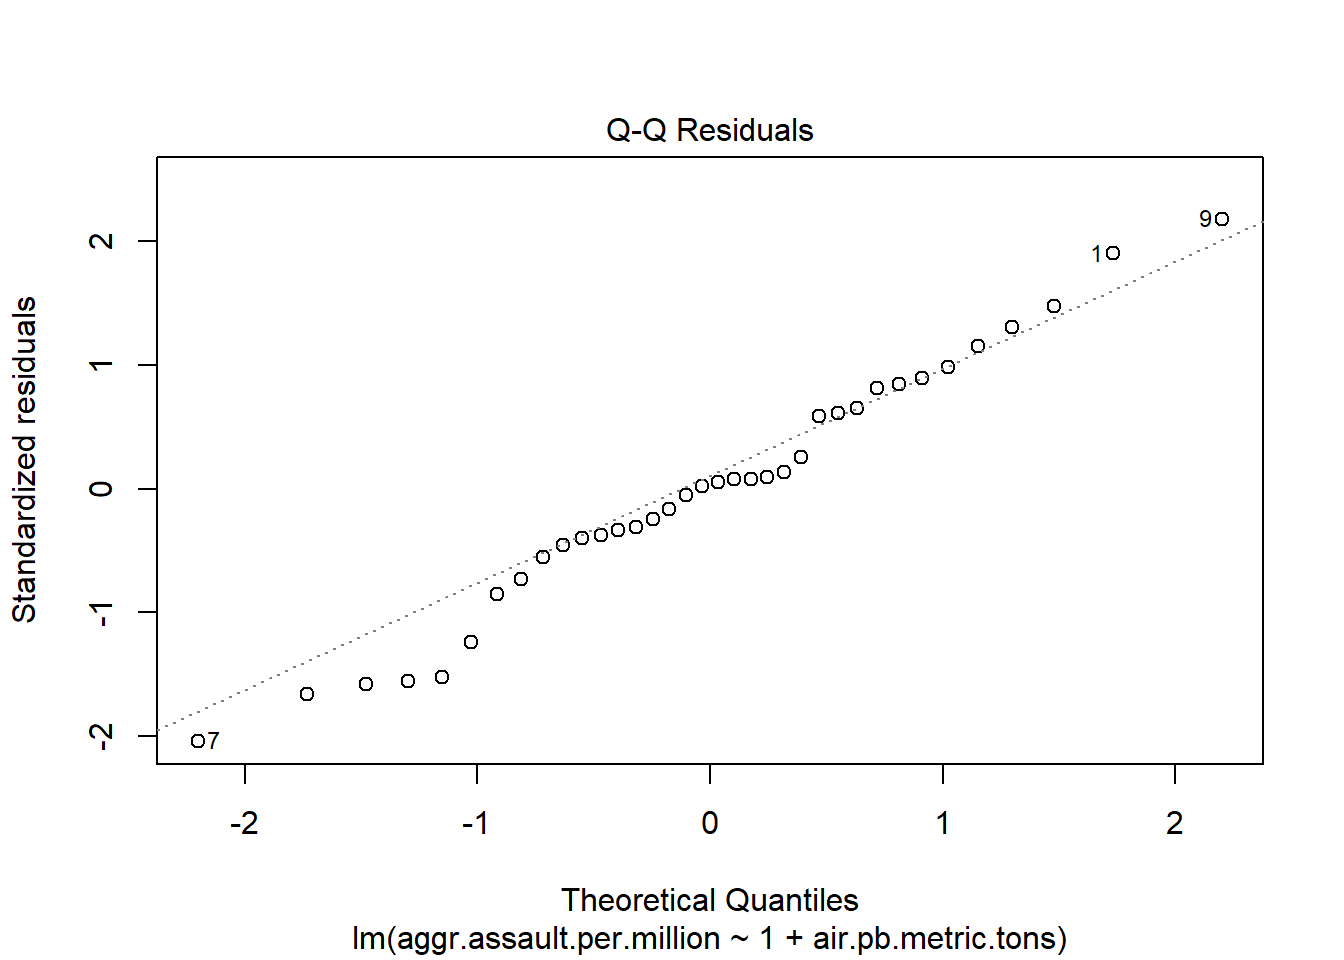 Q-Q Residuals
Standardized residuals
2
1
0
-1
-2
9
1
7
-2 -1 0 1 2
Theoretical Quantiles
lm(aggr.assault.per.million ~ 1 + air.pb.metric.tons)